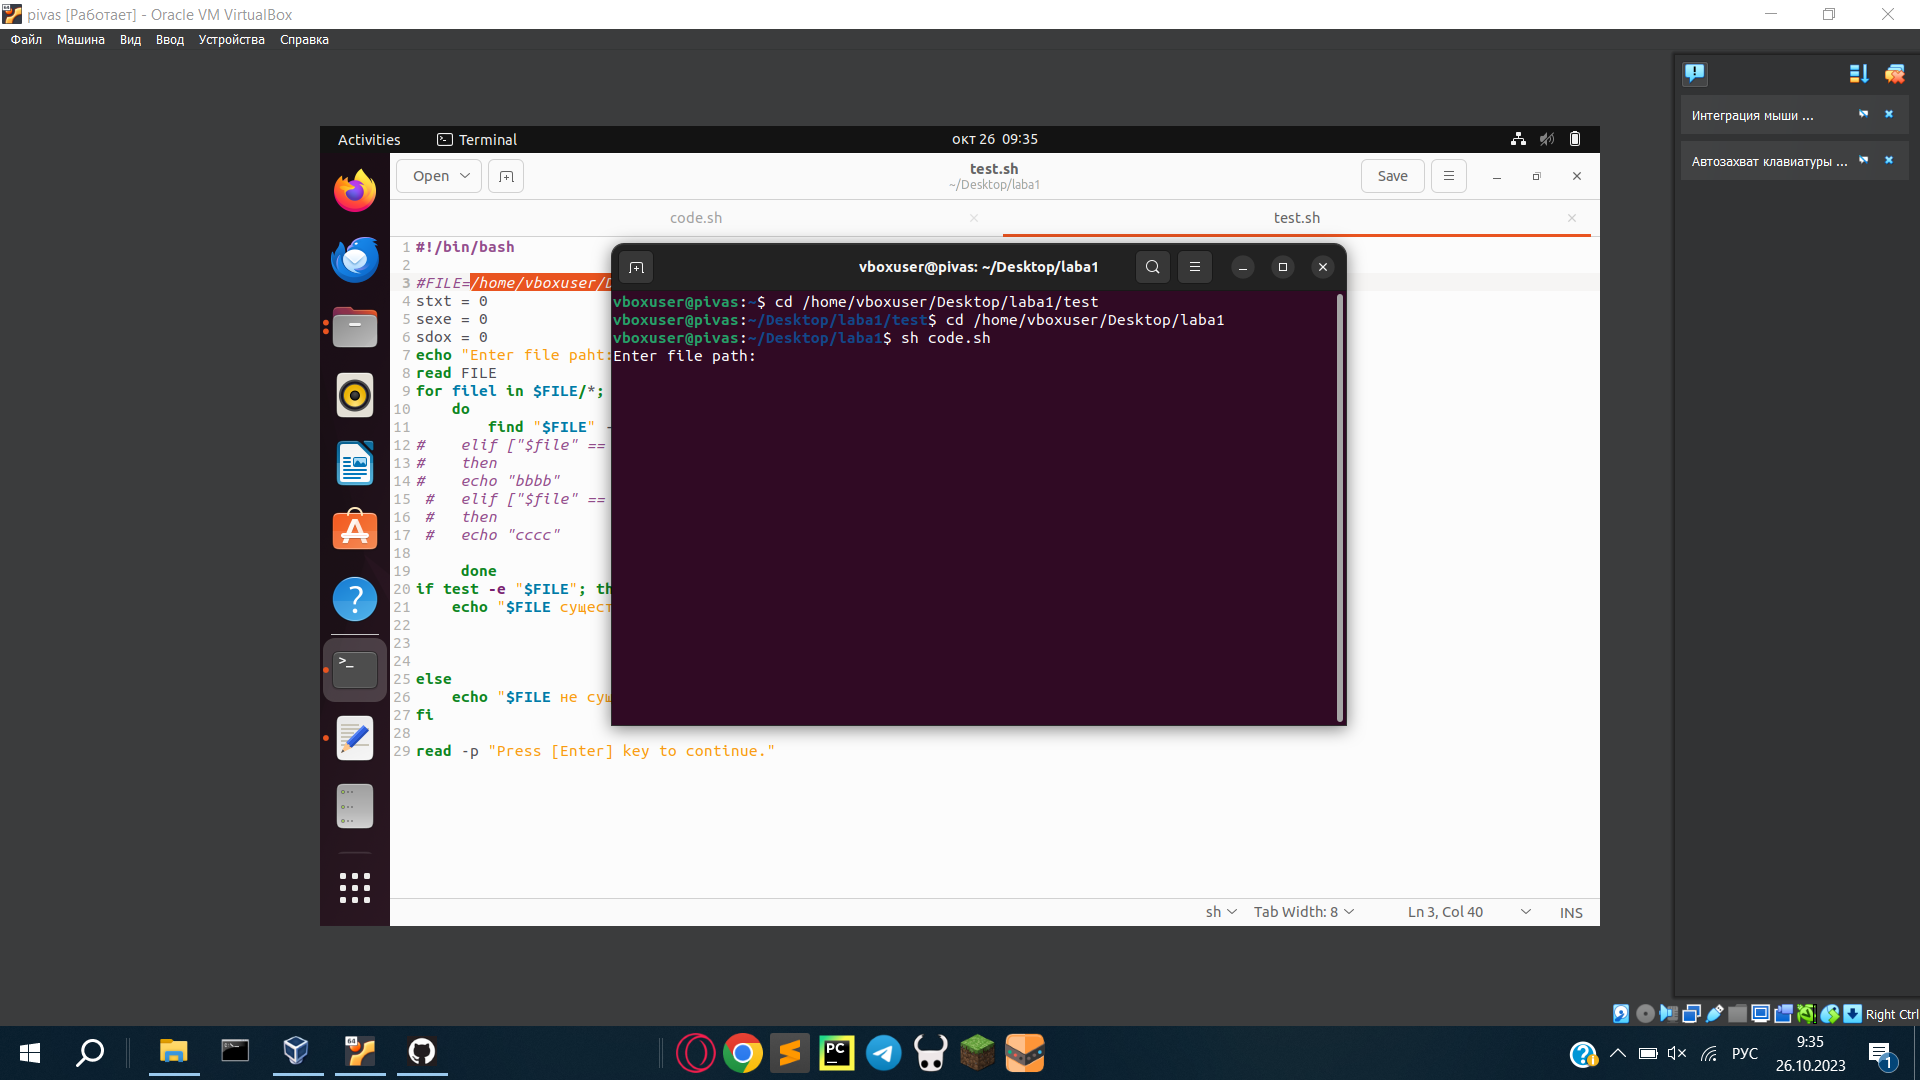 pivas [Работает] - Oracle VM VirtualBox
Файл Машина Вид Ввод Устройства Справка
Интеграция мыши ...
Автозахват клавиатуры ...
Activities Terminal окт 26 09:35
Open test.sh Save
~/Desktop/laba1
code.sh test.sh
1 #!/bin/bash
2
3 #FILE=/home/vboxuser/D
4 stxt = 0
5 sexe = 0
6 sdox = 0
7 echo "Enter file paht:
8 read FILE
9 for filel in $FILE/*;
10 do
11 find "$FILE" -
12 # elif ["$file" ==
13 # then
14 # echo "bbbb"
15 # elif ["$file" ==
16 # then
17 # echo "cccc"
18
19 done
20 if test -e "$FILE"; th
21 echo "$FILE сущест
22
23
24
25 else
26 echo "$FILE не сущ
27 fi
28
29 read -p "Press [Enter] key to continue."
vboxuser@pivas: ~/Desktop/laba1
vboxuser@pivas:~$ cd /home/vboxuser/Desktop/laba1/test
vboxuser@pivas:~/Desktop/laba1/test$ cd /home/vboxuser/Desktop/laba1
vboxuser@pivas:~/Desktop/laba1$ sh code.sh
Enter file path:
sh Tab Width: 8 Ln 3, Col 40 INS
Right Ctrl
64
PC
РУС
9:35
26.10.2023
1